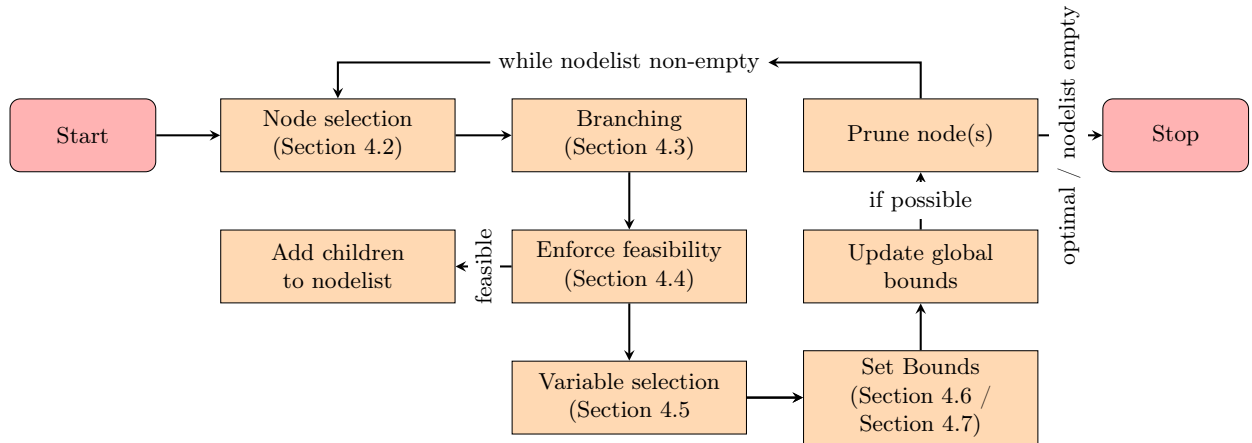 while nodelist non-empty
Start
Node selection
(Section 4.2)
Branching
(Section 4.3)
Prune node(s)
optimal / nodelist empty
Stop
if possible
Add children
to nodelist
feasible
Enforce feasibility
(Section 4.4)
Update global
bounds
Variable selection
(Section 4.5
Set Bounds
(Section 4.6 /
Section 4.7)